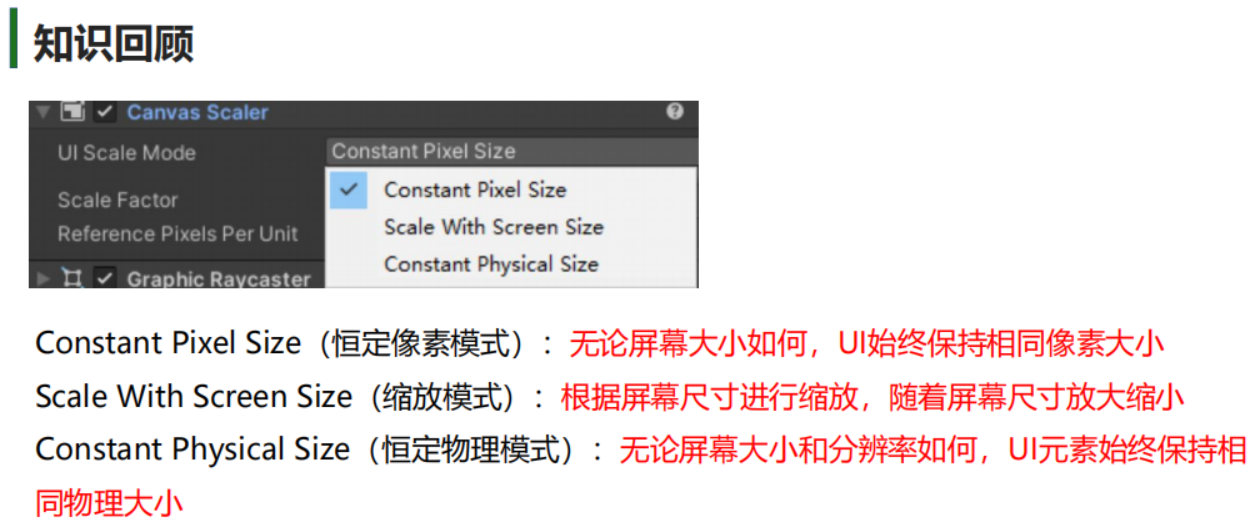 知识回顾
Canvas Scaler
UI Scale Mode
Constant Pixel Size
Constant Pixel Size
Scale Factor
Scale With Screen Size
Reference Pixels Per Unit
Constant Physical Size
Graphic Raycaster
Constant Pixel Size（恒定像素模式）：无论屏幕大小如何，UI始终保持相同像素大小
Scale With Screen Size（缩放模式）：根据屏幕尺寸进行缩放，随着屏幕尺寸放大缩小
Constant Physical Size（恒定物理模式）：无论屏幕大小和分辨率如何，UI元素始终保持相
同物理大小